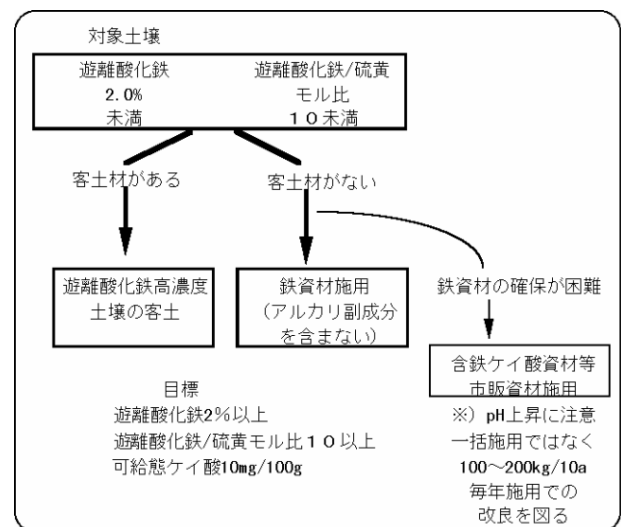 対象土壌
遊離酸化鉄 遊離酸化鉄/硫黄
2.0% モル比
未満 10未満
客土材がある 客土材がない
遊離酸化鉄高濃度
土壌の客土
鉄資材施用
(アルカリ副成分
を含まない)
鉄資材の確保が困難
含鉄ケイ酸資材等
市販資材施用
※)pH上昇に注意
一括施用ではなく
100〜200kg/10a
毎年施用での
改良を図る
目標
遊離酸化鉄2%以上
遊離酸化鉄/硫黄モル比10以上
可給態ケイ酸10mg/100g